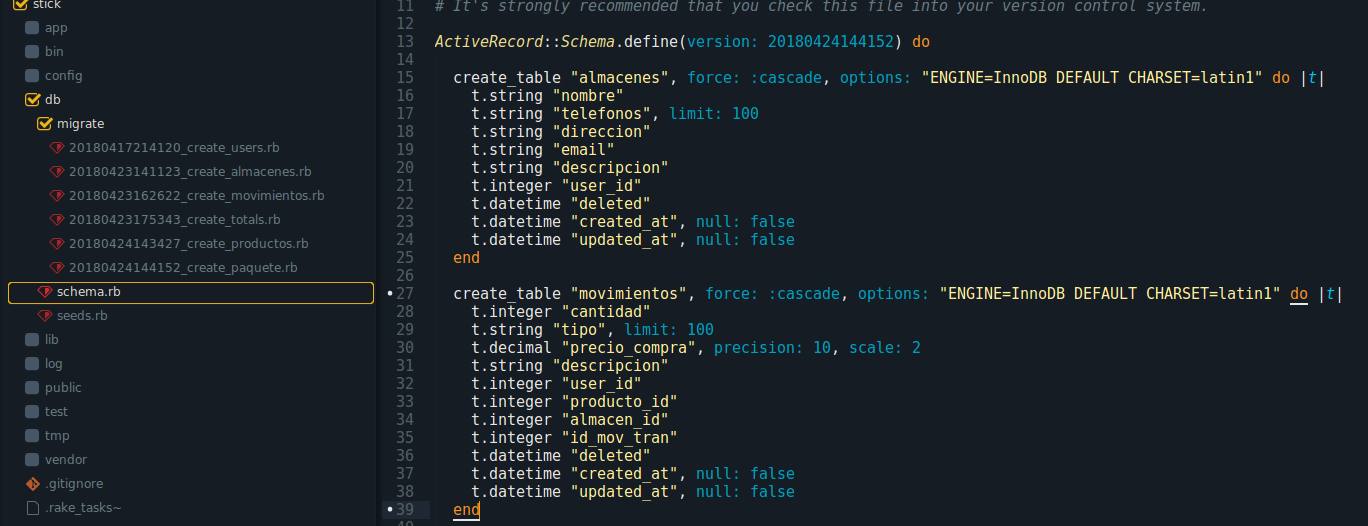 stick
app
bin
config
db
migrate
20180417214120_create_users.rb
20180423141123_create_almacenes.rb
20180423162622_create_movimientos.rb
20180423175343_create_totals.rb
20180424143427_create_productos.rb
20180424144152_create_paquete.rb
schema.rb
seeds.rb
lib
log
public
test
tmp
vendor
.gitignore
.rake_tasks~
11 # It's strongly recommended that you check this file into your version control system.
12
13 ActiveRecord::Schema.define(version: 20180424144152) do
14
15 create_table "almacenes", force: :cascade, options: "ENGINE=InnoDB DEFAULT CHARSET=latin1" do |t|
16 t.string "nombre"
17 t.string "telefonos", limit: 100
18 t.string "direccion"
19 t.string "email"
20 t.string "descripcion"
21 t.integer "user_id"
22 t.datetime "deleted"
23 t.datetime "created_at", null: false
24 t.datetime "updated_at", null: false
25 end
26
27 create_table "movimientos", force: :cascade, options: "ENGINE=InnoDB DEFAULT CHARSET=latin1" do |t|
28 t.integer "cantidad"
29 t.string "tipo", limit: 100
30 t.decimal "precio_compra", precision: 10, scale: 2
31 t.string "descripcion"
32 t.integer "user_id"
33 t.integer "producto_id"
34 t.integer "almacen_id"
35 t.integer "id_mov_tran"
36 t.datetime "deleted"
37 t.datetime "created_at", null: false
38 t.datetime "updated_at", null: false
39 end